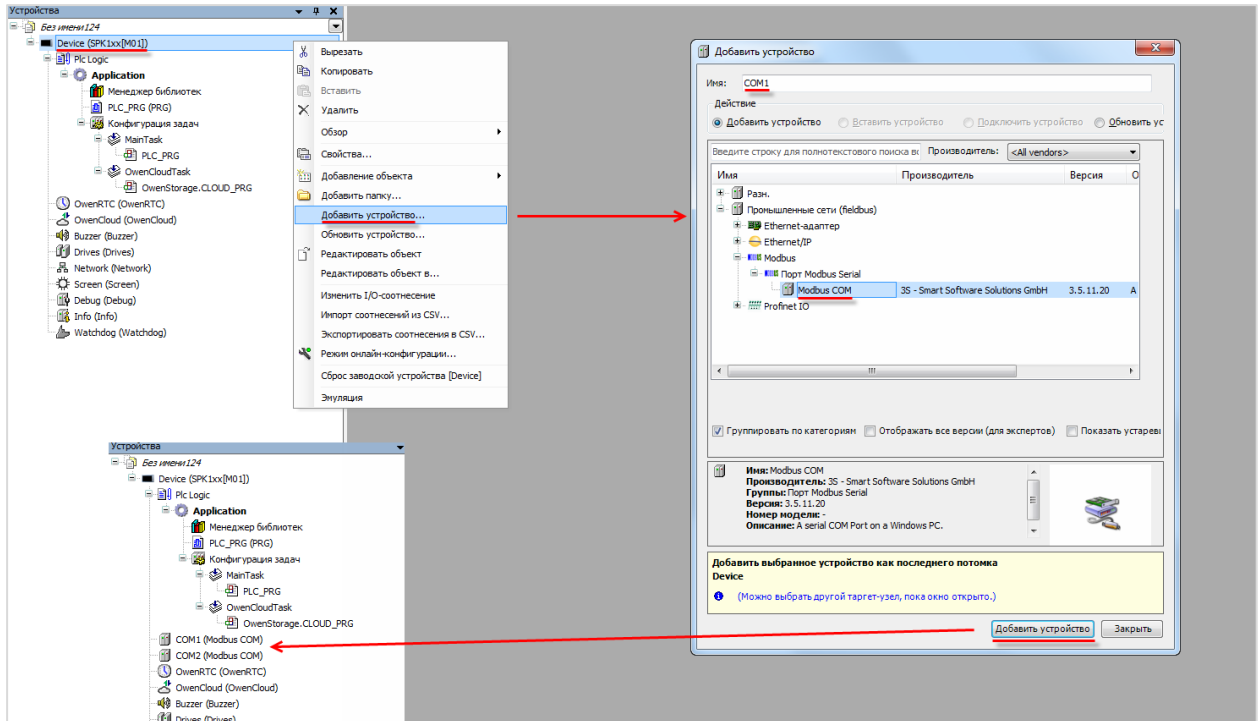 Устройства
Без имени124
Device (SPK1xx[M01])
Plc Logic
Application
Менеджер библиотек
PLC_PRG (PRG)
Конфигурация задач
MainTask
PLC_PRG
OwenCloudTask
OwenStorage.CLOUD_PRG
OwenRTC (OwenRTC)
OwenCloud (OwenCloud)
Buzzer (Buzzer)
Drives (Drives)
Network (Network)
Screen (Screen)
Debug (Debug)
Info (Info)
Watchdog (Watchdog)
Вырезать
Копировать
Вставить
Удалить
Обзор
Свойства...
Добавление объекта
Добавить папку...
Добавить устройство...
Обновить устройство...
Редактировать объект
Редактировать объект в...
Изменить I/O-соотнесение
Импорт соотнесений из CSV...
Экспортировать соотнесения в CSV...
Режим онлайн-конфигурации...
Сброс заводской устройства [Device]
Эмуляция
Добавить устройство
Имя: COM1
Действие
Добавить устройство Вставить устройство Подключить устройство Обновить ус
Введите строку для полнотекстового поиска вс Производитель: <All vendors>
Имя Производитель Версия О
Разн.
Промышленные сети (fieldbus)
Ethernet-адаптер
Ethernet/IP
Modbus
Порт Modbus Serial
Modbus COM 3S - Smart Software Solutions GmbH 3.5.11.20 A
Profinet IO
Группировать по категориям Отображать все версии (для экспертов) Показать устарев
Имя: Modbus COM
Производитель: 3S - Smart Software Solutions GmbH
Группы: Порт Modbus Serial
Версия: 3.5.11.20
Номер модели: -
Описание: A serial COM Port on a Windows PC.
Добавить выбранное устройство как последнего потомка
Device
(Можно выбрать другой таргет-узел, пока окно открыто.)
Добавить устройство Закрыть
Устройства
Без имени124
Device (SPK1xx[M01])
Plc Logic
Application
Менеджер библиотек
PLC_PRG (PRG)
Конфигурация задач
MainTask
PLC_PRG
OwenCloudTask
OwenStorage.CLOUD_PRG
COM1 (Modbus COM)
COM2 (Modbus COM)
OwenRTC (OwenRTC)
OwenCloud (OwenCloud)
Buzzer (Buzzer)
Drives (Drives)